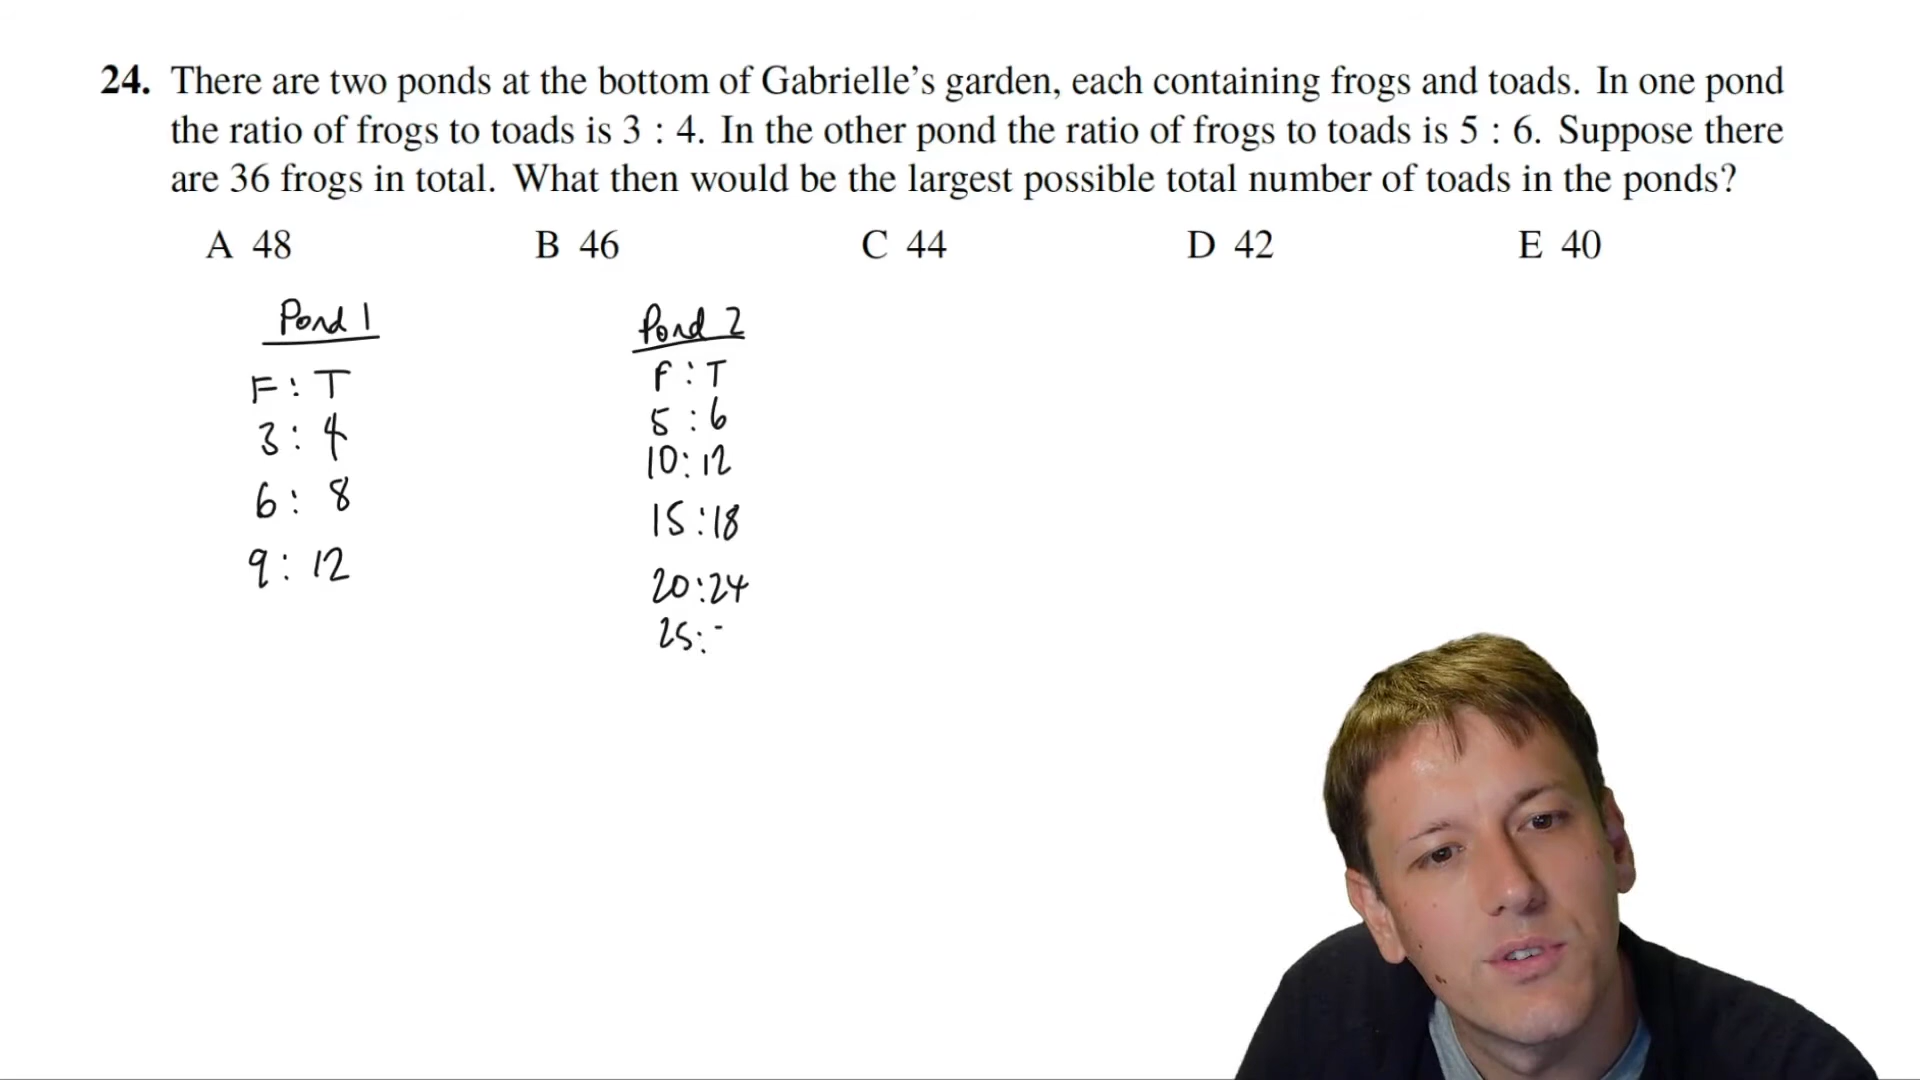 24. There are two ponds at the bottom of Gabrielle's garden, each containing frogs and toads. In one pond
the ratio of frogs to toads is 3 : 4. In the other pond the ratio of frogs to toads is 5 : 6. Suppose there
are 36 frogs in total. What then would be the largest possible total number of toads in the ponds?
A 48 B 46 C 44 D 42 E 40
Pond 1 Pond 2
F : T F : T
3 : 4 5 : 6
6 : 8 10 : 12
9 : 12 15 : 18
20 : 24
25 :